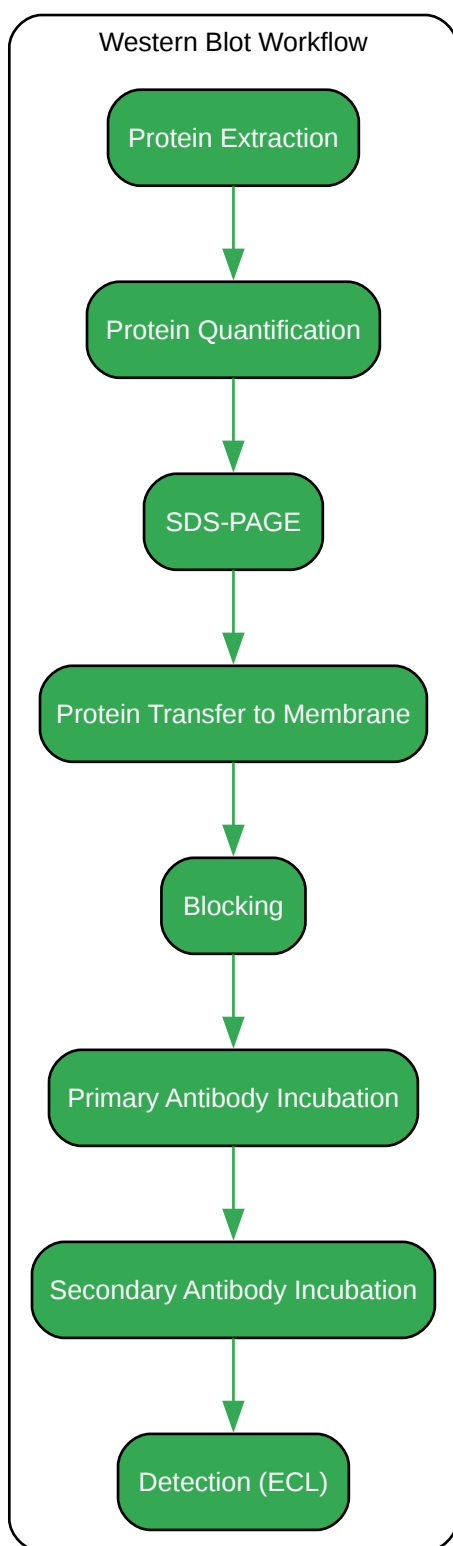 Western Blot Workflow
Protein Extraction
Protein Quantification
SDS-PAGE
Protein Transfer to Membrane
Blocking
Primary Antibody Incubation
Secondary Antibody Incubation
Detection (ECL)